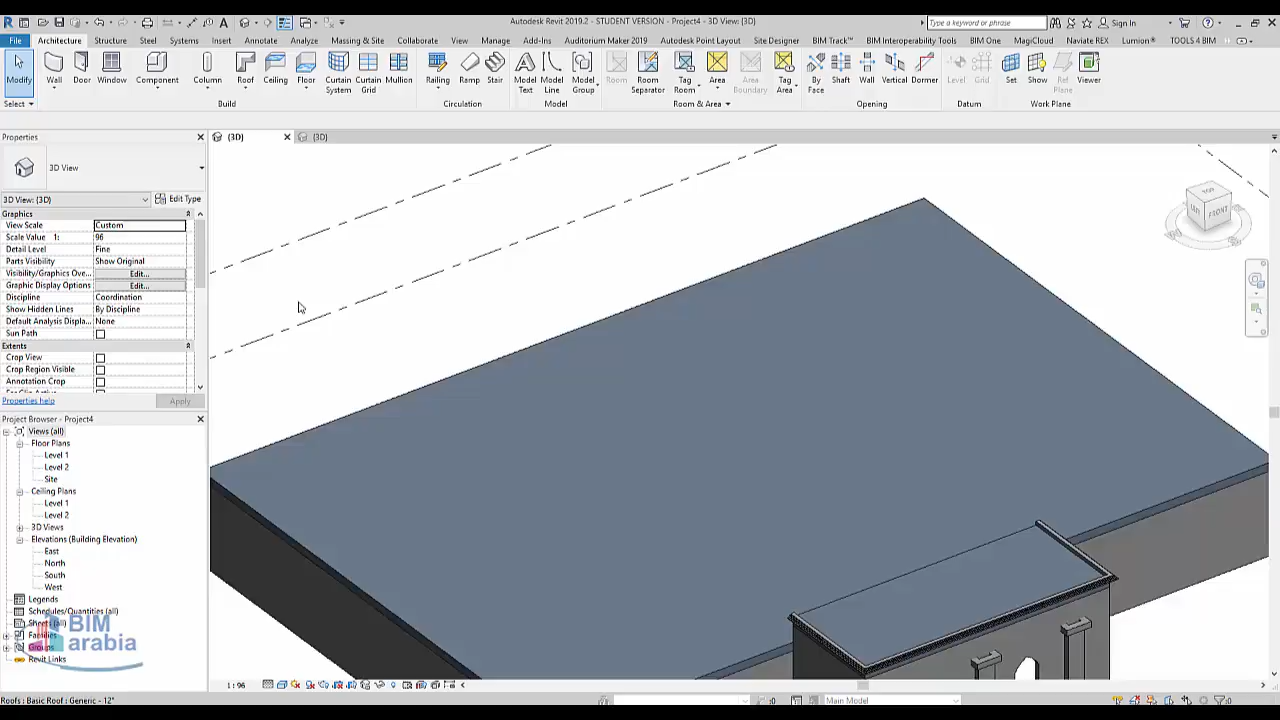 Autodesk Revit 2019.2 - STUDENT VERSION - Project4 - 3D View: {3D}
Type a keyword or phrase
Sign In
File Architecture Structure Steel Systems Insert Annotate Analyze Massing & Site Collaborate View Manage Add-Ins Auditorium Maker 2019 Autodesk Point Layout Site Designer BIM Track™ BIM Interoperability Tools BIM One MagiCloud Naviate REX Lumion® TOOLS 4 BIM
Modify Wall Door Window Component Column Roof Ceiling Floor Curtain System Curtain Grid Mullion Railing Ramp Stair Model Text Model Line Model Group Room Room Separator Tag Room Area Area Boundary Tag Area By Face Shaft Wall Vertical Dormer Level Grid Set Show Ref Plane Viewer
Select Build Circulation Model Room & Area Opening Datum Work Plane
Properties
{3D} {3D}
3D View
3D View: {3D} Edit Type
Graphics
View Scale Custom
Scale Value 1: 96
Detail Level Fine
Parts Visibility Show Original
Visibility/Graphics Ove... Edit...
Graphic Display Options Edit...
Discipline Coordination
Show Hidden Lines By Discipline
Default Analysis Displa... None
Sun Path
Extents
Crop View
Crop Region Visible
Annotation Crop
Properties help Apply
Project Browser - Project4
Views (all)
Floor Plans
Level 1
Level 2
Site
Ceiling Plans
Level 1
Level 2
3D Views
Elevations (Building Elevation)
East
North
South
West
Legends
Schedules/Quantities (all)
Sheets (all)
Families
Groups
Revit Links
BIM
arabia
TOP
FRONT
1 : 96
Roofs : Basic Roof : Generic - 12"
:0
Main Model
:0